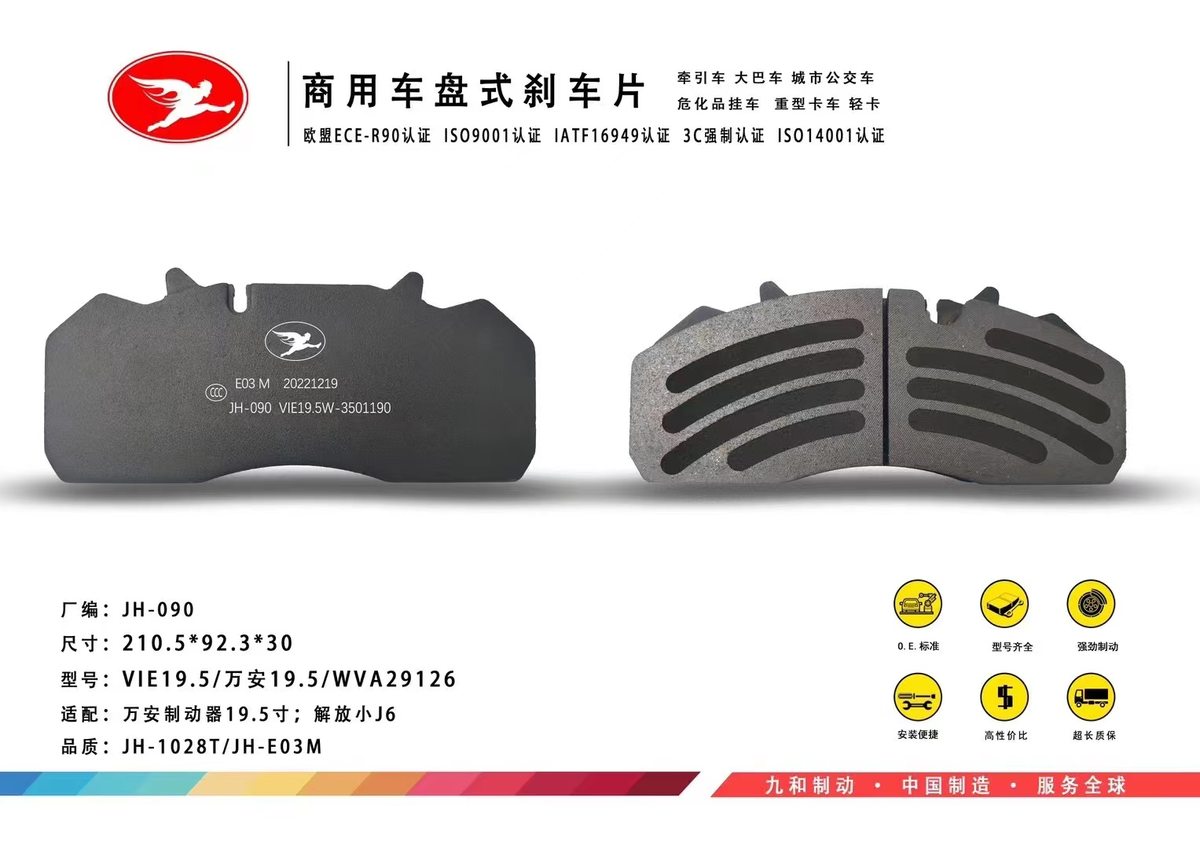 商用车盘式刹车片
牵引车 大巴车 城市公交车
危化品挂车 重型卡车 轻卡
欧盟ECE-R90认证 ISO9001认证 IATF16949认证 3C强制认证 ISO14001认证
E03 M 20221219
CCC
JH-090 VIE19.5W-3501190
厂编：JH-090
尺寸：210.5*92.3*30
型号：VIE19.5/万安19.5/WVA29126
适配：万安制动器19.5寸；解放小J6
品质：JH-1028T/JH-E03M
O.E.标准 型号齐全 强劲制动
安装便捷 高性价比 超长质保
九和制动 · 中国制造 · 服务全球